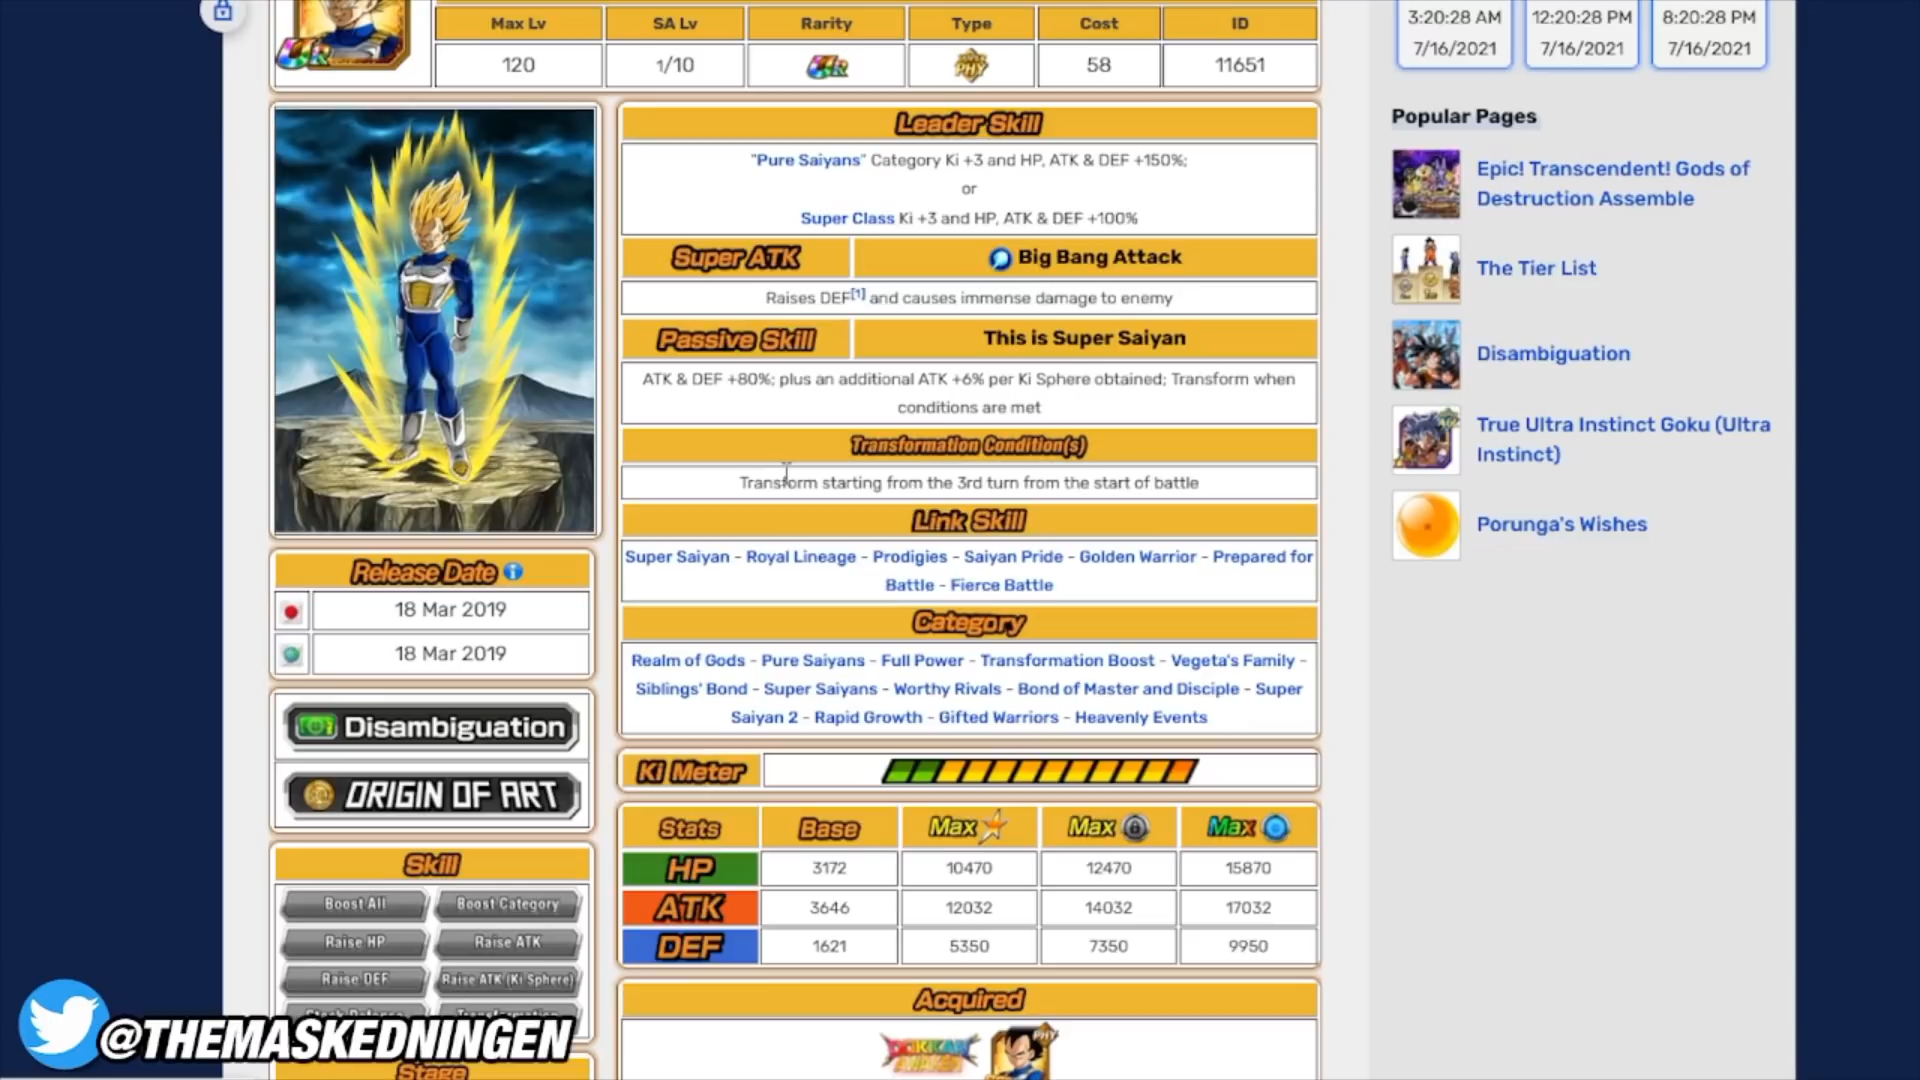 Max Lv SA Lv Rarity Type Cost ID
120 1/10 UR SUPER PHY 58 11651
3:20:28 AM 12:20:28 PM 8:20:28 PM
7/16/2021 7/16/2021 7/16/2021
Leader Skill
"Pure Saiyans" Category Ki +3 and HP, ATK & DEF +150%;
or
Super Class Ki +3 and HP, ATK & DEF +100%
Super ATK Big Bang Attack
Raises DEF[1] and causes immense damage to enemy
Passive Skill This is Super Saiyan
ATK & DEF +80%; plus an additional ATK +6% per Ki Sphere obtained; Transform when
conditions are met
Transformation Condition(s)
Transform starting from the 3rd turn from the start of battle
Link Skill
Super Saiyan - Royal Lineage - Prodigies - Saiyan Pride - Golden Warrior - Prepared for
Battle - Fierce Battle
Category
Realm of Gods - Pure Saiyans - Full Power - Transformation Boost - Vegeta's Family -
Siblings' Bond - Super Saiyans - Worthy Rivals - Bond of Master and Disciple - Super
Saiyan 2 - Rapid Growth - Gifted Warriors - Heavenly Events
Ki Meter
Stats Base Max Max Max
HP 3172 10470 12470 15870
ATK 3646 12032 14032 17032
DEF 1621 5350 7350 9950
Acquired
DOKKAN
PHY
Release Date
18 Mar 2019
18 Mar 2019
Disambiguation
ORIGIN OF ART
Skill
Boost All Boost Category
Raise HP Raise ATK
Raise DEF Raise ATK (Ki Sphere)
Stage
Popular Pages
Epic! Transcendent! Gods of
Destruction Assemble
The Tier List
Disambiguation
True Ultra Instinct Goku (Ultra
Instinct)
Porunga's Wishes
@THEMASKEDNINGEN